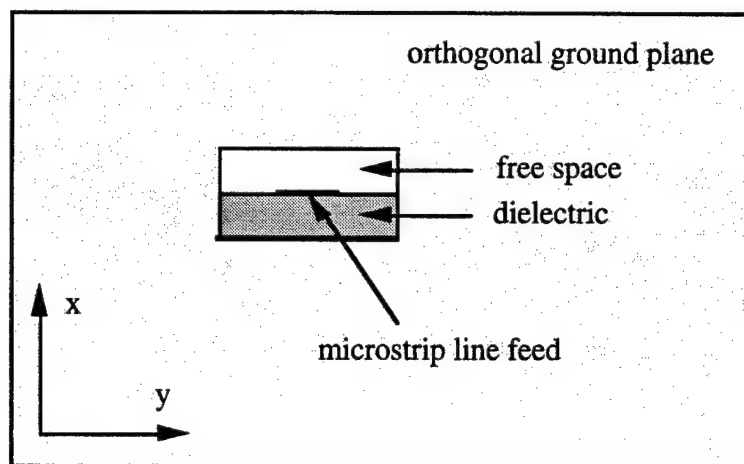 orthogonal ground plane
free space
dielectric
x
microstrip line feed
y